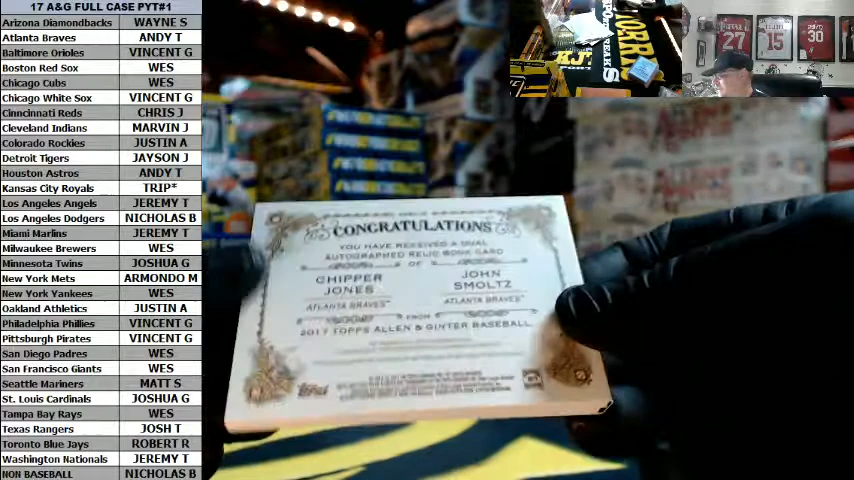 17 A&G FULL CASE PYT#1
Arizona Diamondbacks WAYNE S
Atlanta Braves ANDY T
Baltimore Orioles VINCENT G
Boston Red Sox WES
Chicago Cubs WES
Chicago White Sox VINCENT G
Cinncinati Reds CHRIS J
Cleveland Indians MARVIN J
Colorado Rockies JUSTIN A
Detroit Tigers JAYSON J
Houston Astros ANDY T
Kansas City Royals TRIP*
Los Angeles Angels JEREMY T
Los Angeles Dodgers NICHOLAS B
Miami Marlins JEREMY T
Milwaukee Brewers WES
Minnesota Twins JOSHUA G
New York Mets ARMONDO M
New York Yankees WES
Oakland Athletics JUSTIN A
Philadelphia Phillies VINCENT G
Pittsburgh Pirates VINCENT G
San Diego Padres WES
San Francisco Giants WES
Seattle Mariners MATT S
St. Louis Cardinals JOSHUA G
Tampa Bay Rays WES
Texas Rangers JOSH T
Toronto Blue Jays ROBERT R
Washington Nationals JEREMY T
NON BASEBALL NICHOLAS B
CONGRATULATIONS
YOU HAVE RECEIVED A DUAL
AUTOGRAPHED RELIC BOOK CARD
OF
CHIPPER
JONES
ATLANTA BRAVES™
JOHN
SMOLTZ
ATLANTA BRAVES™
FROM
2017 TOPPS ALLEN & GINTER BASEBALL
Topps
27
15
30